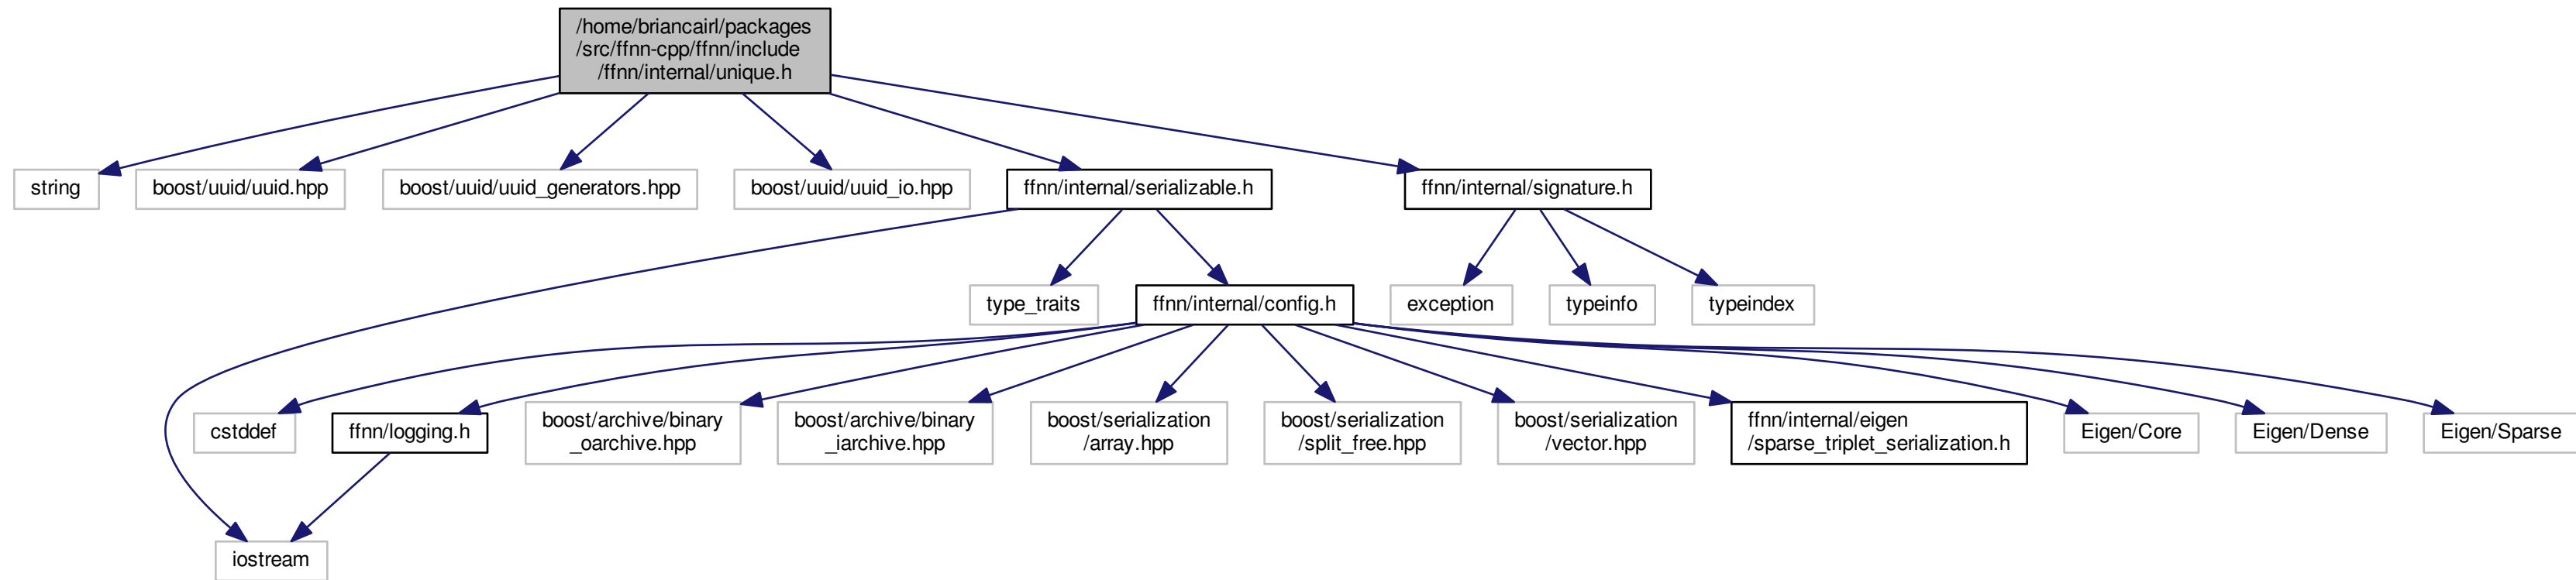 /home/briancairl/packages
/src/ffnn-cpp/ffnn/include
/ffnn/internal/unique.h
string
boost/uuid/uuid.hpp
boost/uuid/uuid_generators.hpp
boost/uuid/uuid_io.hpp
ffnn/internal/serializable.h
ffnn/internal/signature.h
type_traits
ffnn/internal/config.h
exception
typeinfo
typeindex
cstddef
ffnn/logging.h
boost/archive/binary
_oarchive.hpp
boost/archive/binary
_iarchive.hpp
boost/serialization
/array.hpp
boost/serialization
/split_free.hpp
boost/serialization
/vector.hpp
ffnn/internal/eigen
/sparse_triplet_serialization.h
Eigen/Core
Eigen/Dense
Eigen/Sparse
iostream